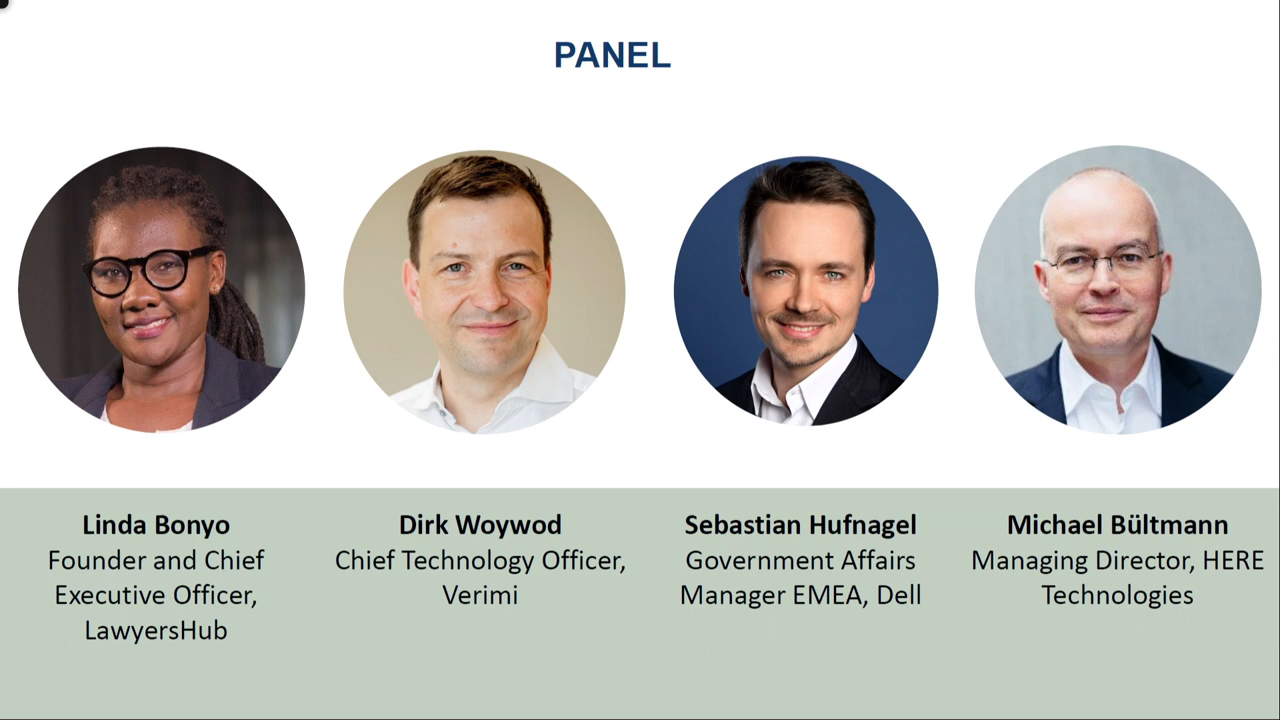 PANEL
Linda Bonyo
Founder and Chief
Executive Officer,
LawyersHub
Dirk Woywod
Chief Technology Officer,
Verimi
Sebastian Hufnagel
Government Affairs
Manager EMEA, Dell
Michael Bültmann
Managing Director, HERE
Technologies